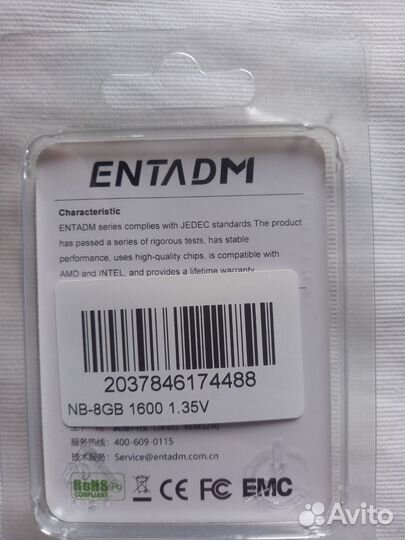 ENTADM
Characteristic
ENTADM series complies with JEDEC standards.The product
has passed a series of rigorous tests, has stable
performance, uses high-quality chips, is compatible with
AMD and INTEL, and provides a lifetime warranty.
2037846174488
NB-8GB 1600 1.35V
服务热线: 400-609-0115
技术服务: Service@entadm.com.cn
RoHS
COMPLIANT
CE FC EMC
Avito